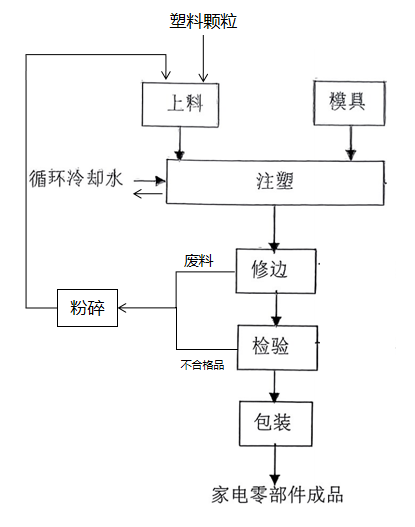 塑料颗粒
上料
模具
循环冷却水
注塑
废料
修边
粉碎
检验
不合格品
包装
家电零部件成品